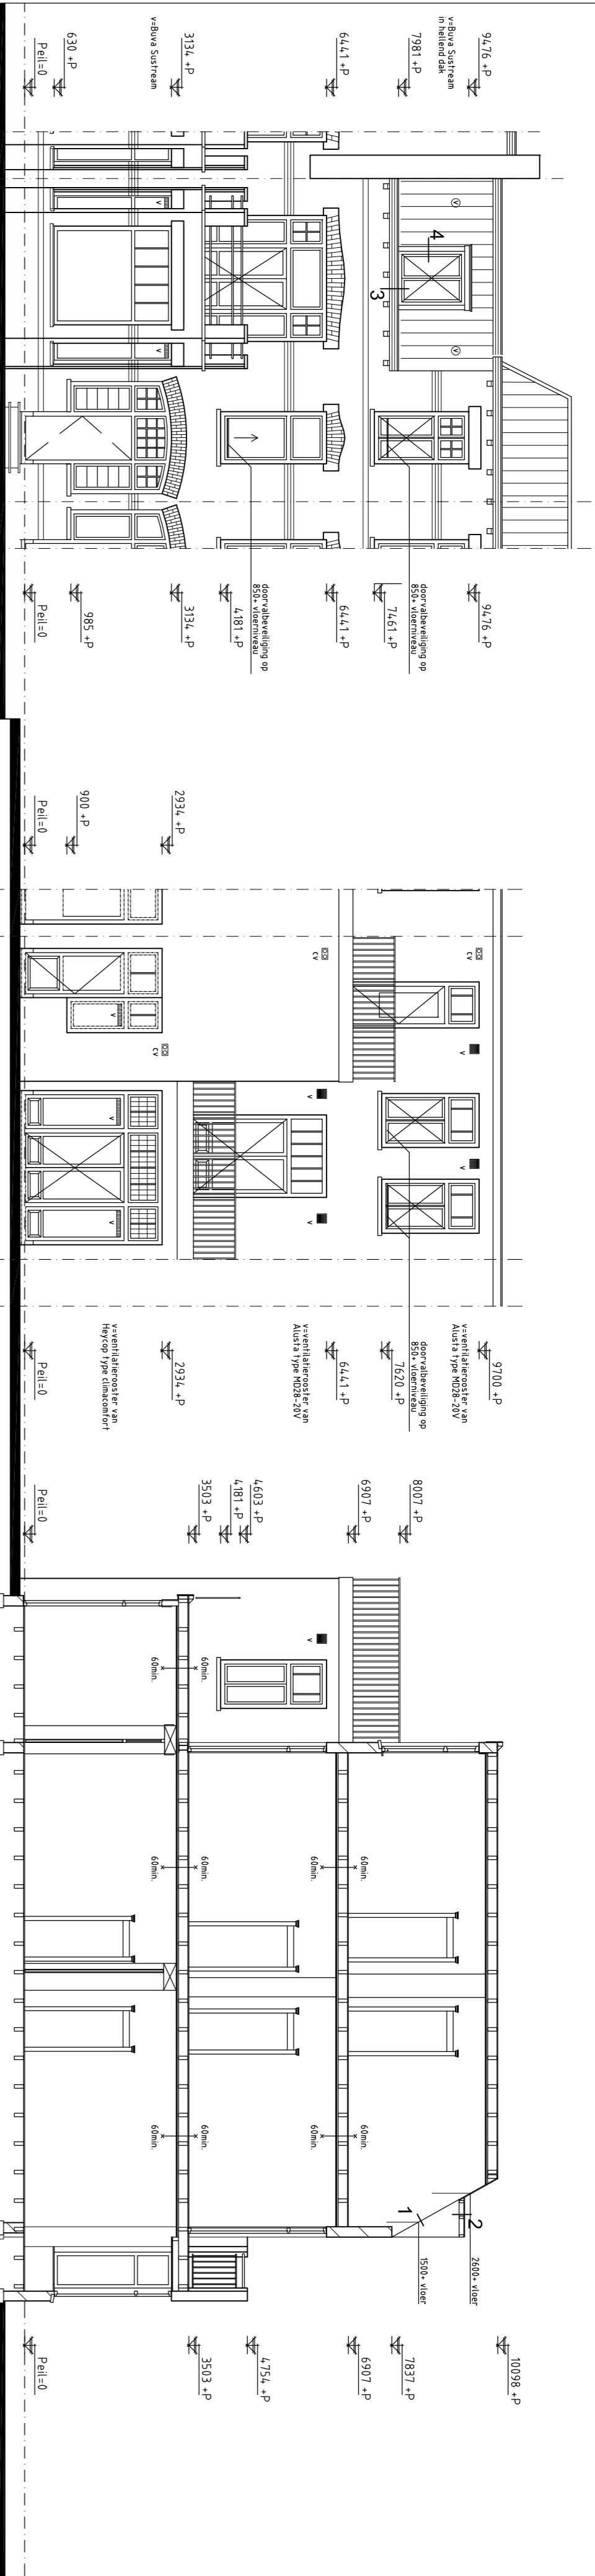 9476 +P
v=Buva Sustream
in hellend dak
7981 +P
6441 +P
3134 +P
v=Buva Sustream
630 +P
Peil=0
v
v
4
3
v
v
9476 +P
doorvalbeveiliging op
850+ vloerniveau
7461 +P
6441 +P
doorvalbeveiliging op
850+ vloerniveau
4181 +P
3134 +P
985 +P
Peil=0
2934 +P
900 +P
Peil=0
cv
cv
cv
v
v
v
v
v
v
v
v
9700 +P
v=ventilatierooster van
Alusta type MD28-20V
doorvalbeveiliging op
850+ vloerniveau
7620 +P
6441 +P
v=ventilatierooster van
Alusta type MD28-20V
2934 +P
v=ventilatierooster van
Heycop type climacomfort
Peil=0
8007 +P
6907 +P
4603 +P
4181 +P
3503 +P
Peil=0
v
60min.
60min.
60min.
60min.
60min.
60min.
60min.
60min.
60min.
60min.
1
2
2600+ vloer
1500+ vloer
10098 +P
7837 +P
6907 +P
4754 +P
3503 +P
Peil=0